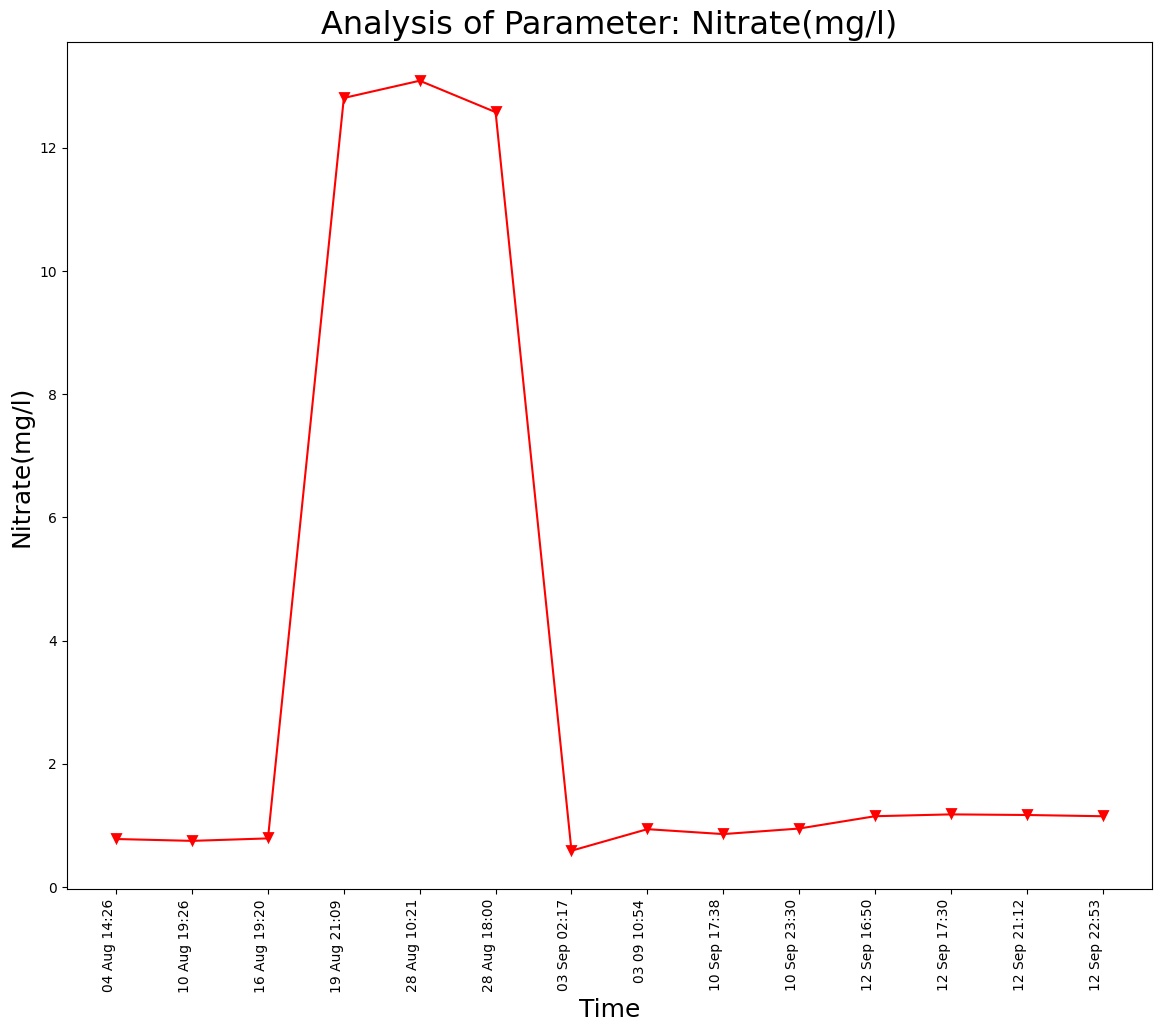 Analysis of Parameter: Nitrate(mg/l)
Nitrate(mg/l)
12
10
8
6
4
2
0
04 Aug 14:26
10 Aug 19:26
16 Aug 19:20
19 Aug 21:09
28 Aug 10:21
28 Aug 18:00
03 Sep 02:17
03 09 10:54
10 Sep 17:38
10 Sep 23:30
12 Sep 16:50
12 Sep 17:30
12 Sep 21:12
12 Sep 22:53
Time